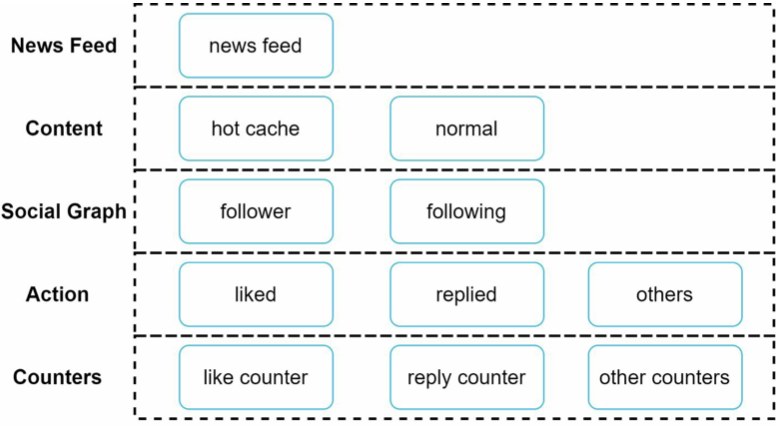 News Feed
news feed
Content
hot cache
normal
Social Graph
follower
following
Action
liked
replied
others
Counters
like counter
reply counter
other counters